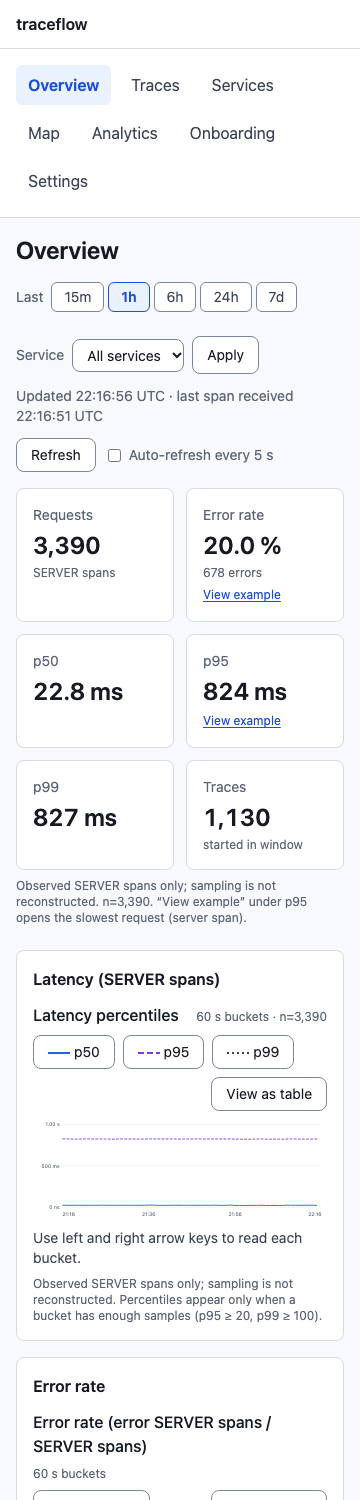 traceflow
Overview Traces Services
Map Analytics Onboarding
Settings
Overview
Last 15m 1h 6h 24h 7d
Service All services Apply
Updated 22:16:56 UTC · last span received
22:16:51 UTC
Refresh Auto-refresh every 5 s
Requests
3,390
SERVER spans
Error rate
20.0 %
678 errors
View example
p50
22.8 ms
p95
824 ms
View example
p99
827 ms
Traces
1,130
started in window
Observed SERVER spans only; sampling is not
reconstructed. n=3,390. “View example” under p95
opens the slowest request (server span).
Latency (SERVER spans)
Latency percentiles 60 s buckets · n=3,390
p50 p95 p99
View as table
1.00 s
500 ms
0 ns
21:16 21:36 21:56 22:16
Use left and right arrow keys to read each
bucket.
Observed SERVER spans only; sampling is not
reconstructed. Percentiles appear only when a
bucket has enough samples (p95 ≥ 20, p99 ≥ 100).
Error rate
Error rate (error SERVER spans /
SERVER spans)
60 s buckets